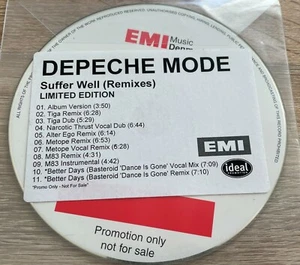 EMI Music
DEPECHE MODE
Suffer Well (Remixes)
LIMITED EDITION
01. Album Version (3:50)
02. Tiga Remix (6:28)
03. Tiga Dub (5:29)
04. Narcotic Thrust Vocal Dub (6:44)
05. Alter Ego Remix (6:14)
06. Metope Remix (6:33)
07. Metope Vocal Remix (6:28)
08. M83 Remix (4:31)
09. M83 Instrumental (4:42)
10. *Better Days (Basteroid 'Dance Is Gone' Vocal Mix (7:09)
11. *Better Days (Basteroid 'Dance Is Gone' Remix (7:10)
*Promo Only - Not For Sale*
EMI
ideal
Promotion only
not for sale